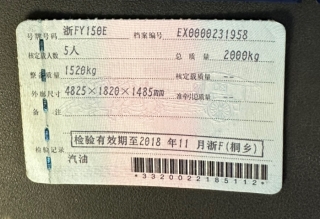 号牌号码 浙FY150E 档案编号 EX0000231958
核定载人数 5人 总质量 2000kg
整备质量 1520kg 核定载质量 --
外廓尺寸 4825×1820×1485mm 准牵引总质量 --
备注
检验有效期至2018 年11 月浙F(桐乡)
检验记录
汽油
*3320022185112*